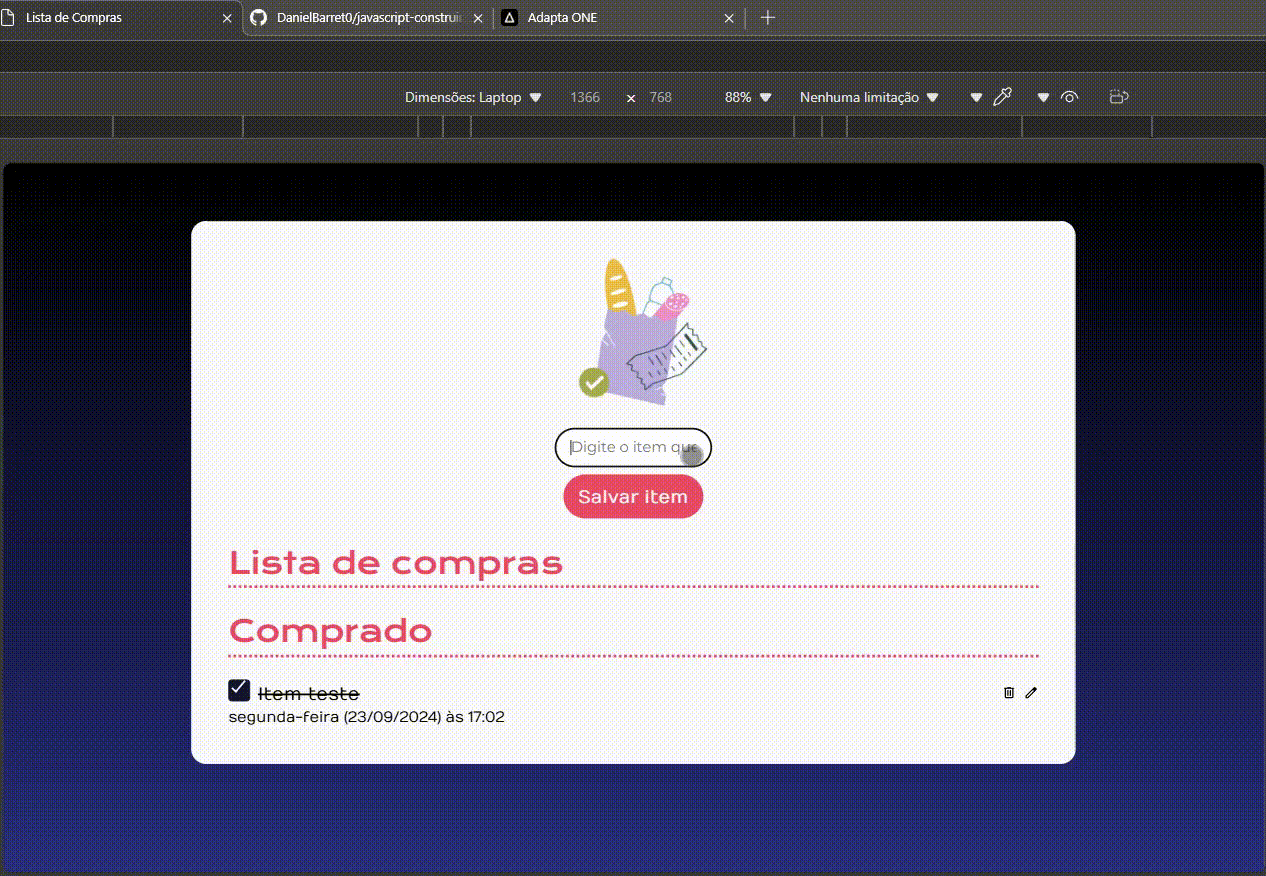 Lista de Compras
DanielBarret0/javascript-construi
Adapta ONE
Dimensões: Laptop
1366 × 768
88%
Nenhuma limitação
Digite o item que
Salvar item
Lista de compras
Comprado
Item teste
segunda-feira (23/09/2024) às 17:02